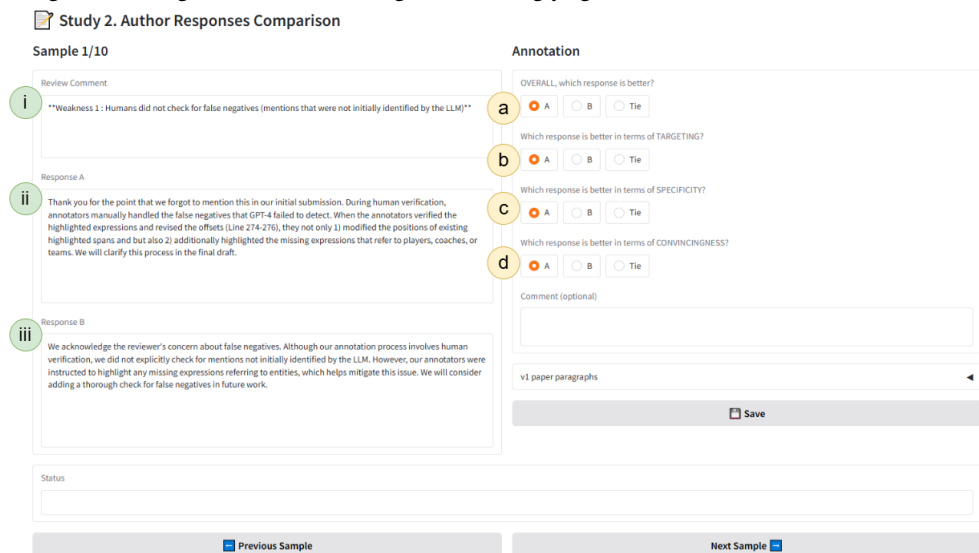 Study 2. Author Responses Comparison
Sample 1/10
Review Comment
i
**Weakness 1 : Humans did not check for false negatives (mentions that were not initially identified by the LLM)**
Response A
ii
Thank you for the point that we forgot to mention this in our initial submission. During human verification,
annotators manually handled the false negatives that GPT-4 failed to detect. When the annotators verified the
highlighted expressions and revised the offsets (Line 274-276), they not only 1) modified the positions of existing
highlighted spans and but also 2) additionally highlighted the missing expressions that refer to players, coaches, or
teams. We will clarify this process in the final draft.
Response B
iii
We acknowledge the reviewer's concern about false negatives. Although our annotation process involves human
verification, we did not explicitly check for mentions not initially identified by the LLM. However, our annotators were
instructed to highlight any missing expressions referring to entities, which helps mitigate this issue. We will consider
adding a thorough check for false negatives in future work.
Annotation
OVERALL, which response is better?
a A B Tie
Which response is better in terms of TARGETING?
b A B Tie
Which response is better in terms of SPECIFICITY?
c A B Tie
Which response is better in terms of CONVINCINGNESS?
d A B Tie
Comment (optional)
v1 paper paragraphs
Save
Status
Previous Sample
Next Sample